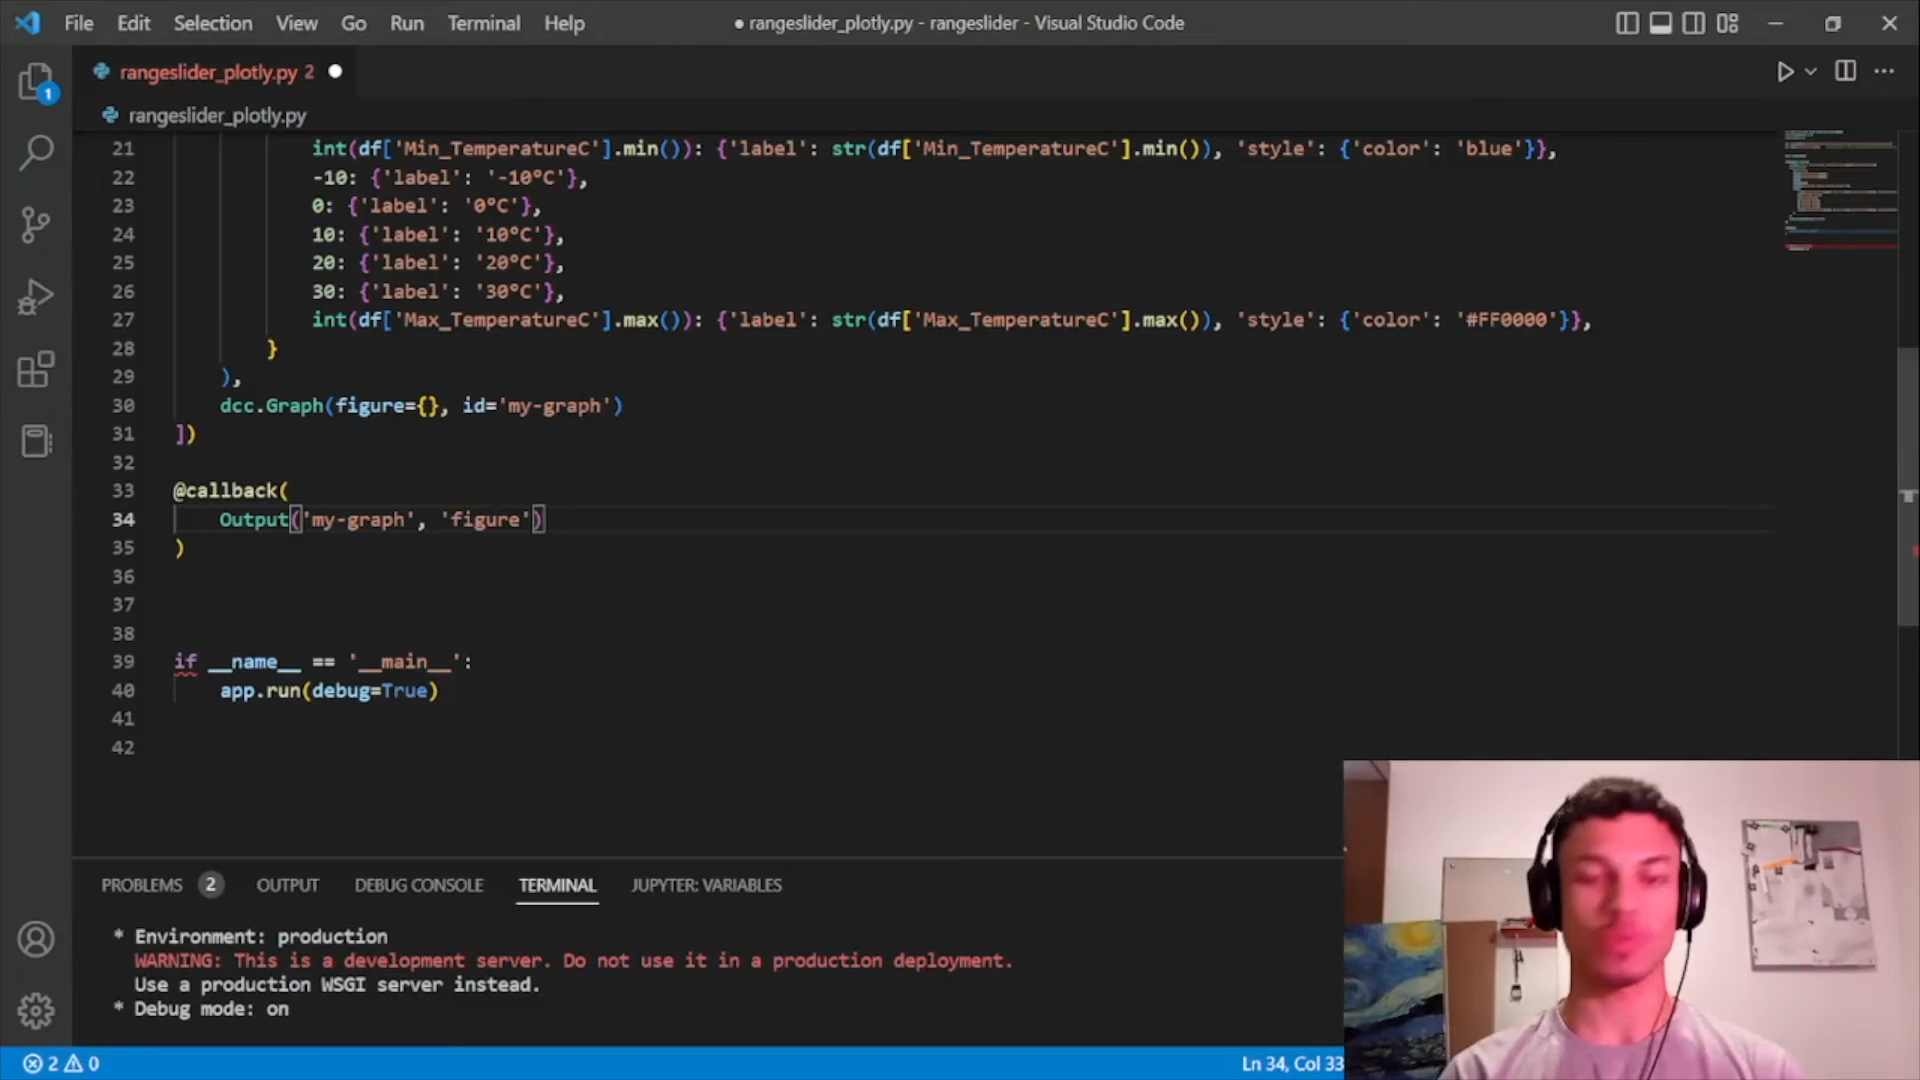 File Edit Selection View Go Run Terminal Help
● rangeslider_plotly.py - rangeslider - Visual Studio Code
rangeslider_plotly.py 2
1
rangeslider_plotly.py
21 int(df['Min_TemperatureC'].min()): {'label': str(df['Min_TemperatureC'].min()), 'style': {'color': 'blue'}},
22 -10: {'label': '-10°C'},
23 0: {'label': '0°C'},
24 10: {'label': '10°C'},
25 20: {'label': '20°C'},
26 30: {'label': '30°C'},
27 int(df['Max_TemperatureC'].max()): {'label': str(df['Max_TemperatureC'].max()), 'style': {'color': '#FF0000'}},
28 }
29 ),
30 dcc.Graph(figure={}, id='my-graph')
31 ])
32
33 @callback(
34 Output('my-graph', 'figure')
35 )
36
37
38
39 if __name__ == '__main__':
40 app.run(debug=True)
41
42
PROBLEMS 2 OUTPUT DEBUG CONSOLE TERMINAL JUPYTER: VARIABLES
* Environment: production
WARNING: This is a development server. Do not use it in a production deployment.
Use a production WSGI server instead.
* Debug mode: on
2 0
Ln 34, Col 33